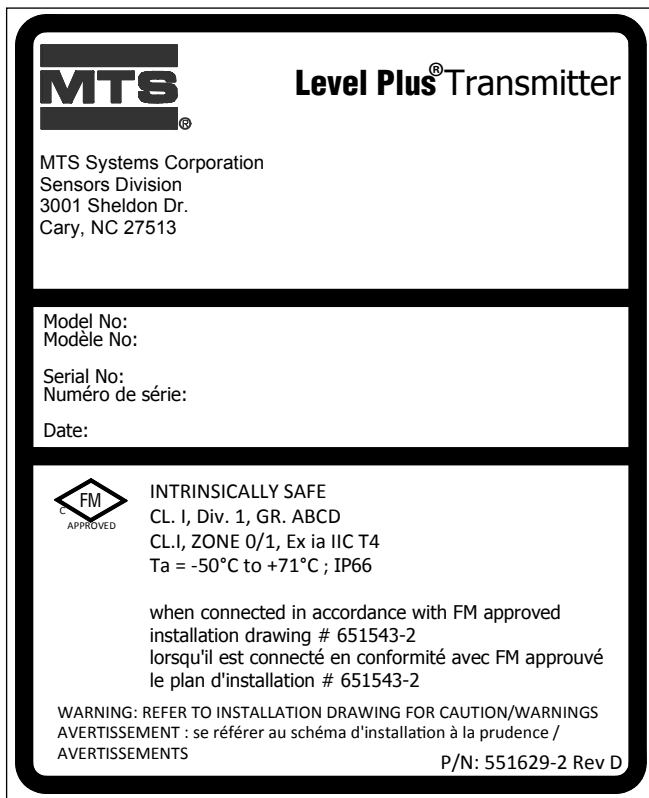 MTS
®
Level Plus® Transmitter
MTS Systems Corporation
Sensors Division
3001 Sheldon Dr.
Cary, NC 27513
Model No:
Modèle No:
Serial No:
Numéro de série:
Date:
FM
C
APPROVED
INTRINSICALLY SAFE
CL. I, Div. 1, GR. ABCD
CL.I, ZONE 0/1, Ex ia IIC T4
Ta = -50°C to +71°C ; IP66
when connected in accordance with FM approved
installation drawing # 651543-2
lorsqu'il est connecté en conformité avec FM approuvé
le plan d'installation # 651543-2
WARNING: REFER TO INSTALLATION DRAWING FOR CAUTION/WARNINGS
AVERTISSEMENT : se référer au schéma d'installation à la prudence /
AVERTISSEMENTS
P/N: 551629-2 Rev D